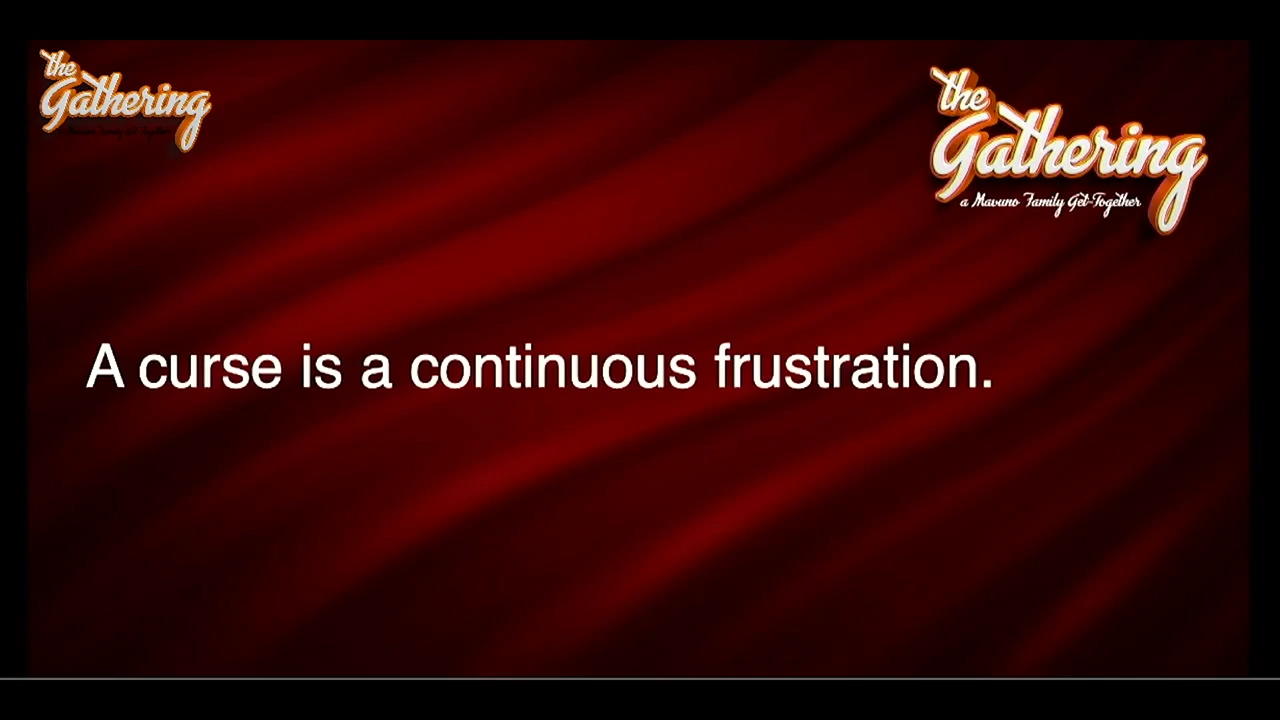 the
Gathering
the
Gathering
a Mavuno Family Get-Together
A curse is a continuous frustration.